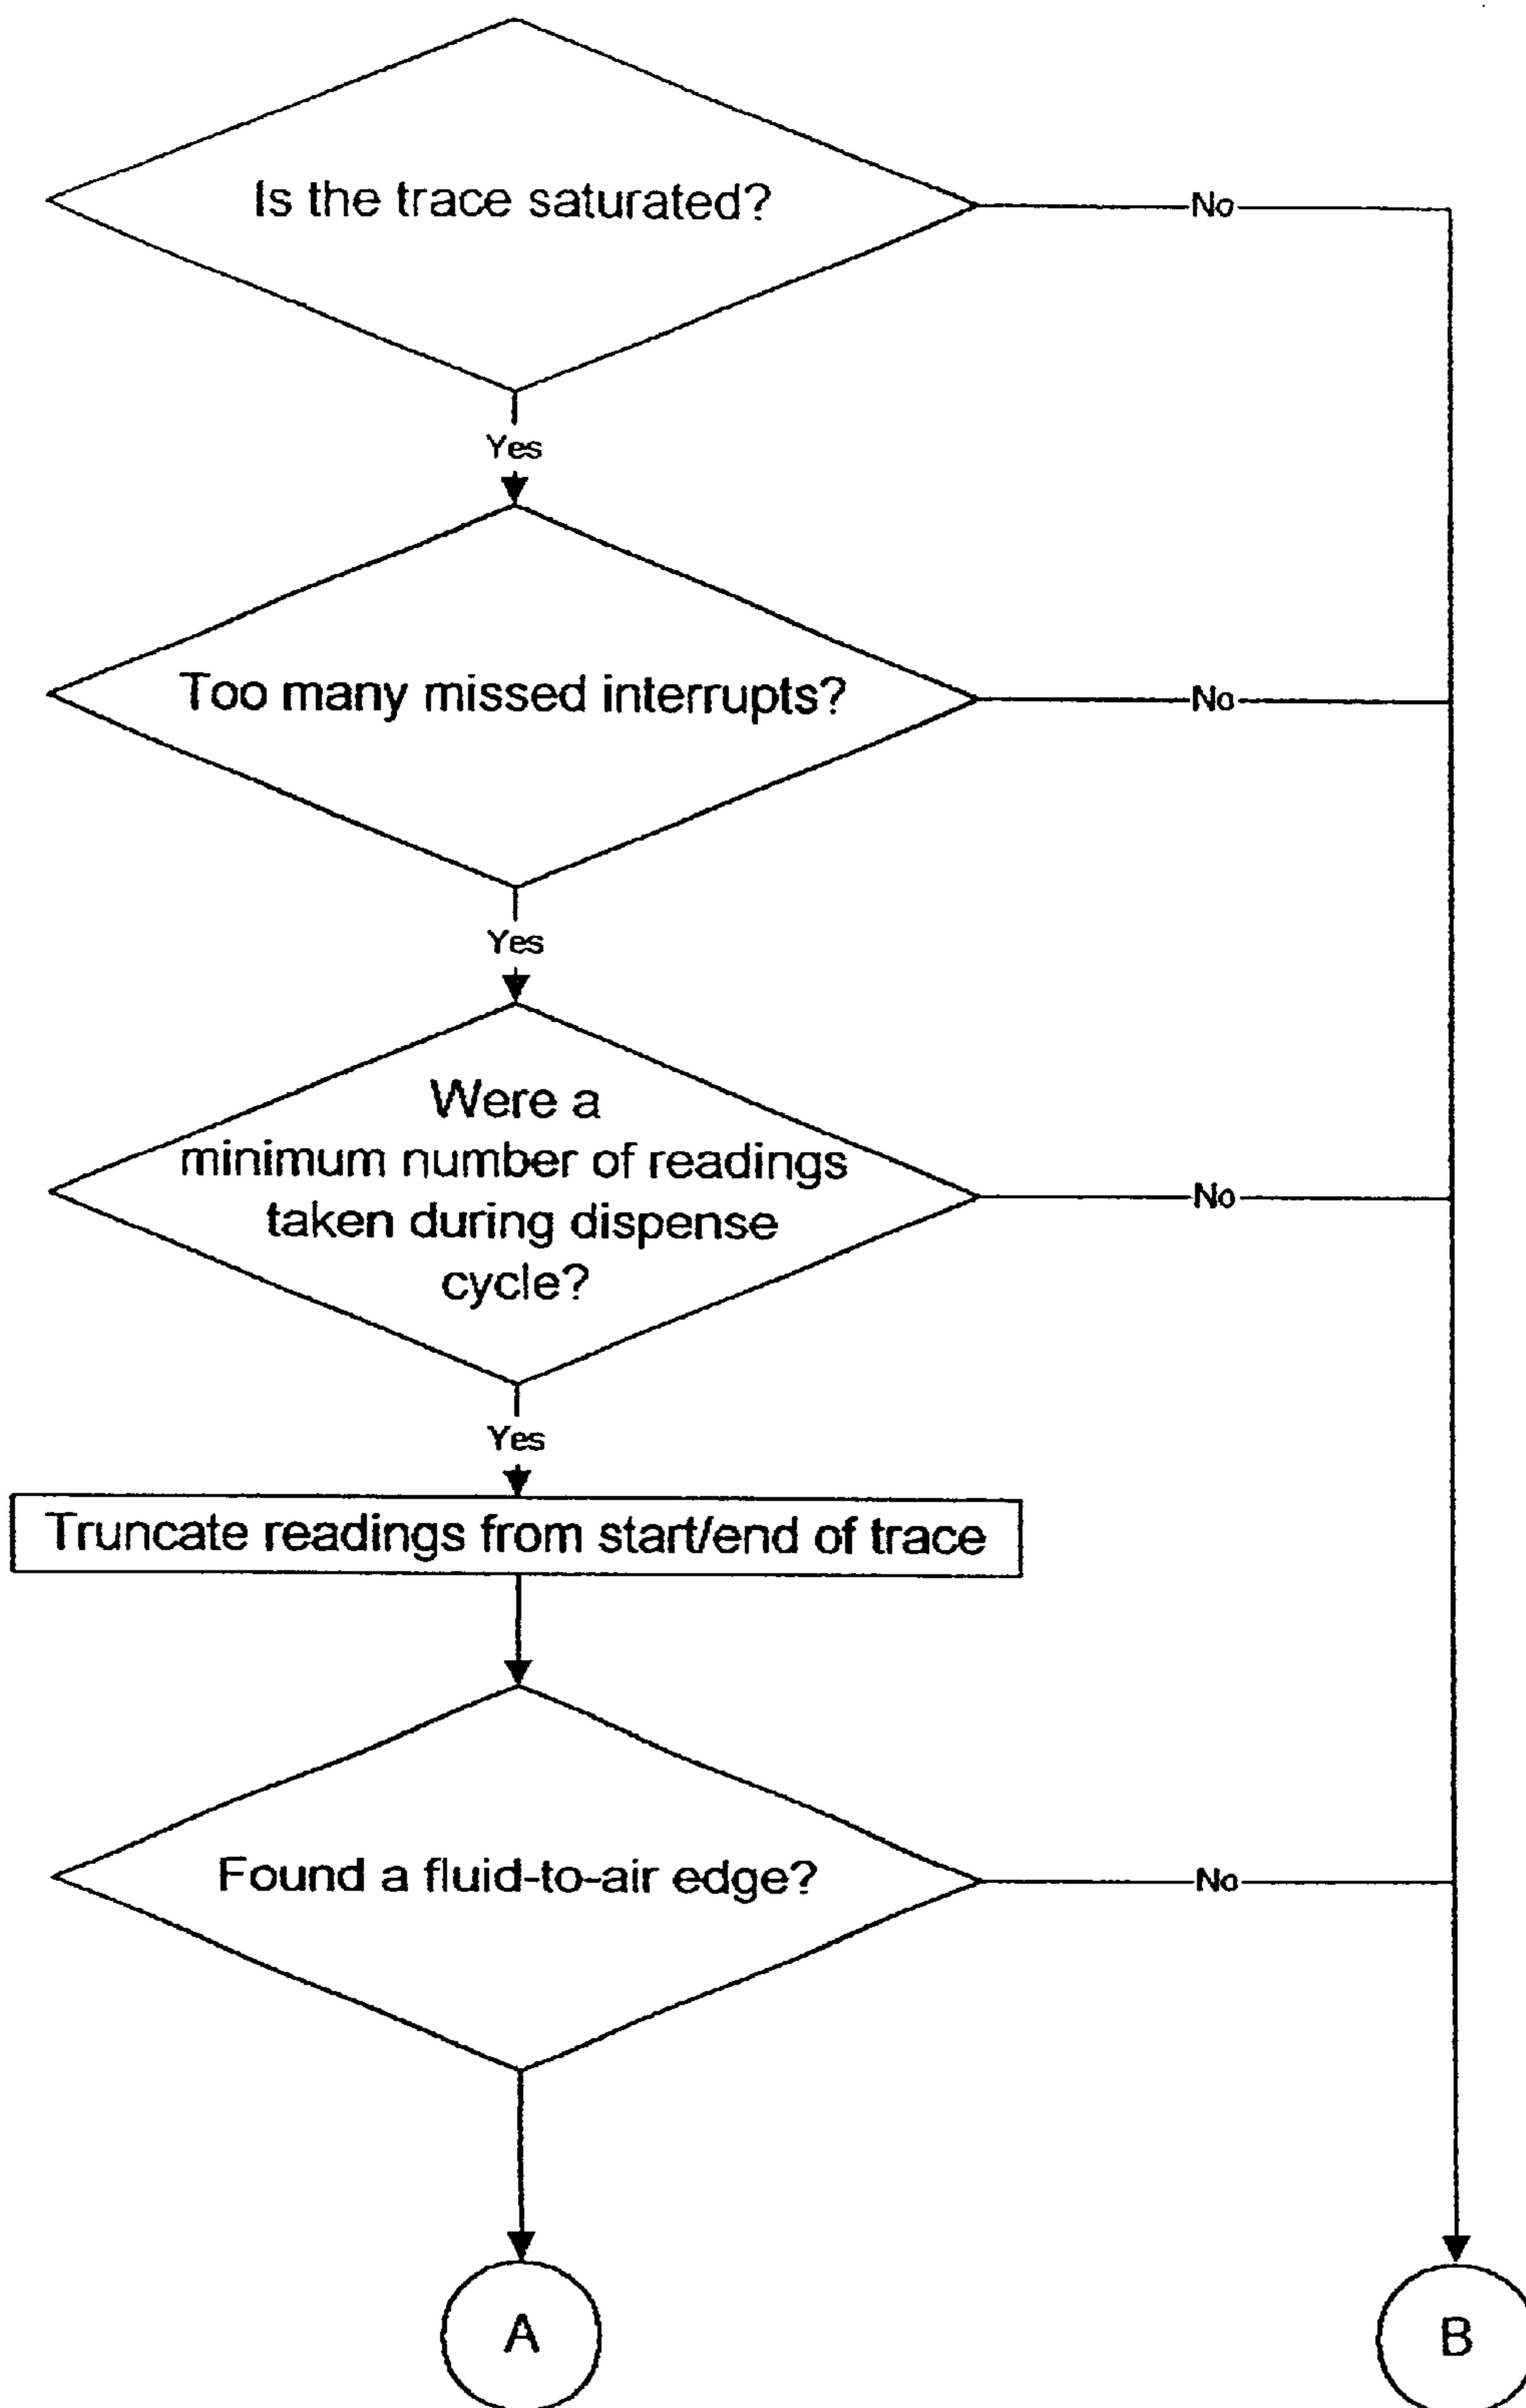 Is the trace saturated?
No
Yes
Too many missed interrupts?
No
Yes
Were a
minimum number of readings
taken during dispense
cycle?
No
Yes
Truncate readings from start/end of trace
Found a fluid-to-air edge?
No
A
B